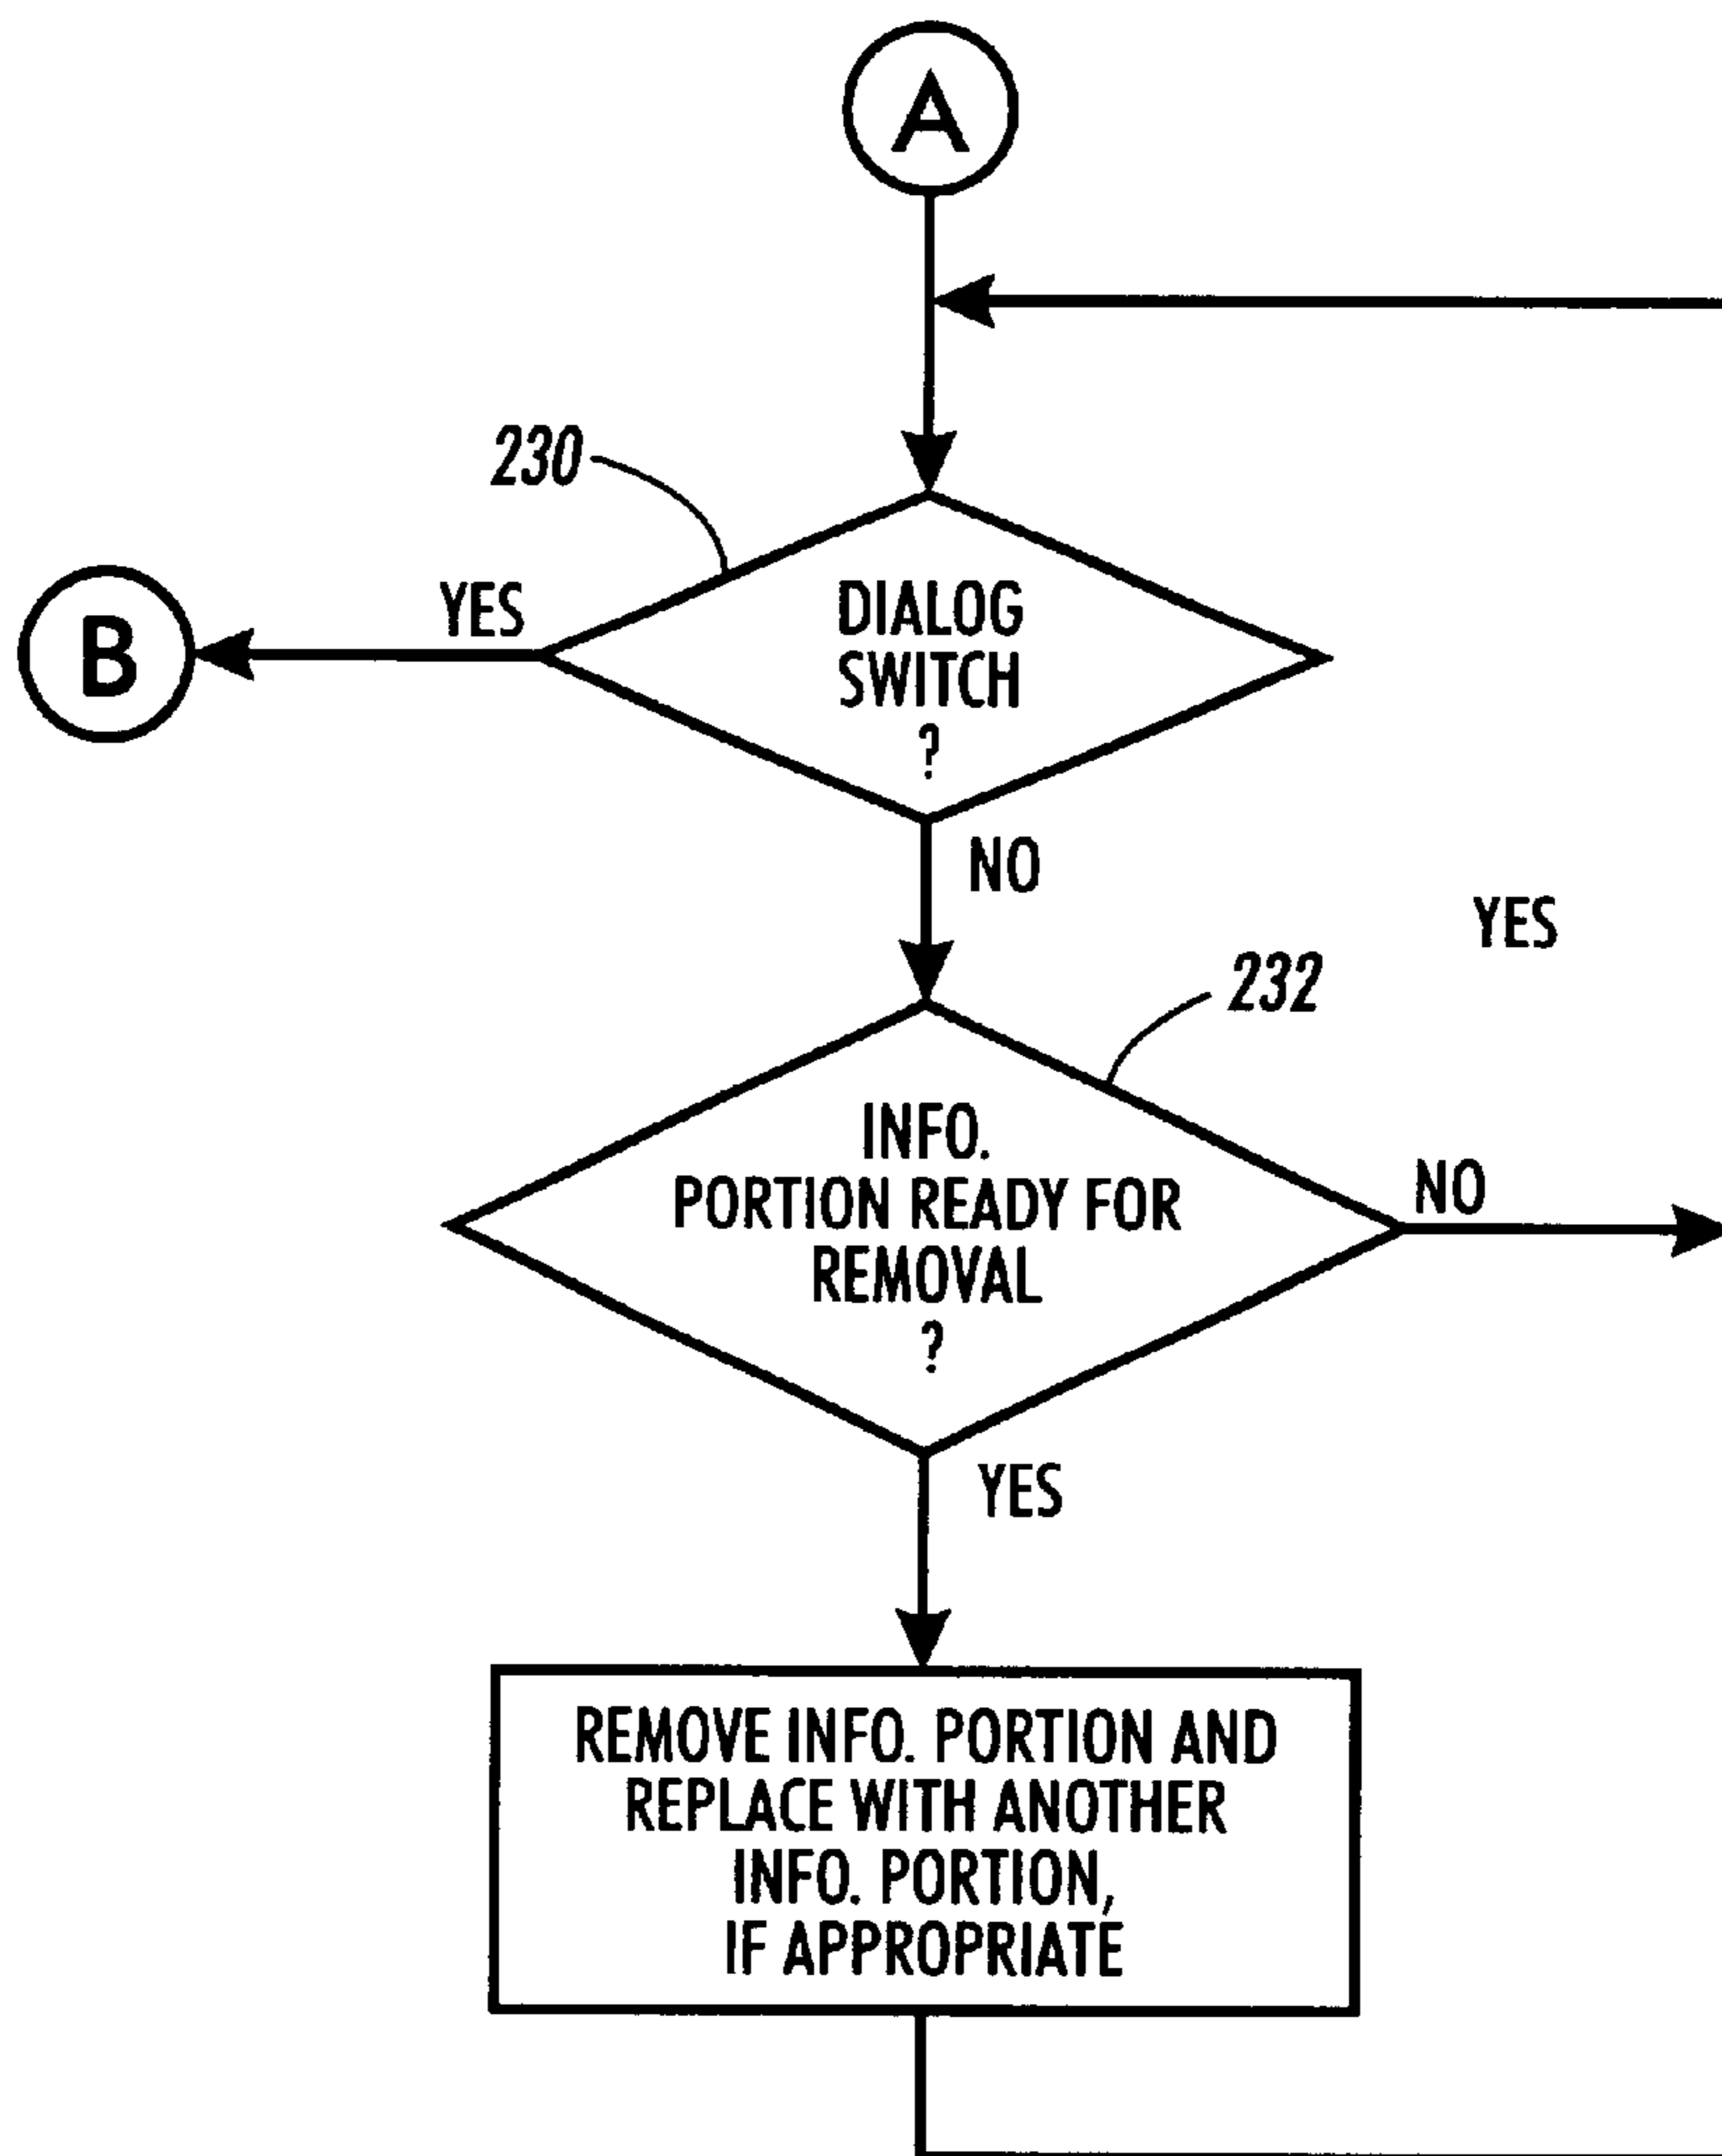 A
230
YES
B
DIALOG
SWITCH
?
NO
YES
232
INFO.
PORTION READY FOR
REMOVAL
?
NO
YES
REMOVE INFO. PORTION AND
REPLACE WITH ANOTHER
INFO. PORTION,
IF APPROPRIATE